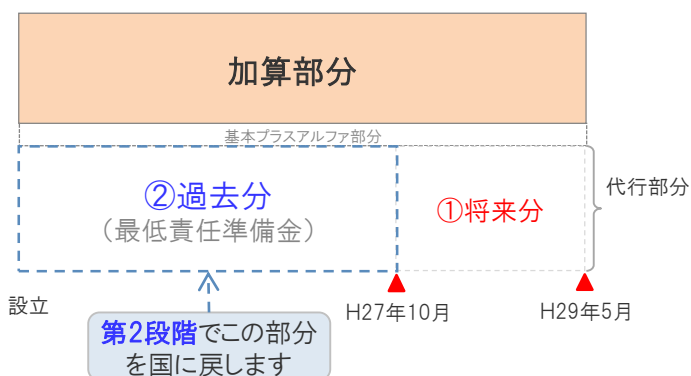 加算部分
基本プラスアルファ部分
②過去分
（最低責任準備金）
①将来分
代行部分
設立
H27年10月
H29年5月
第2段階でこの部分
を国に戻します